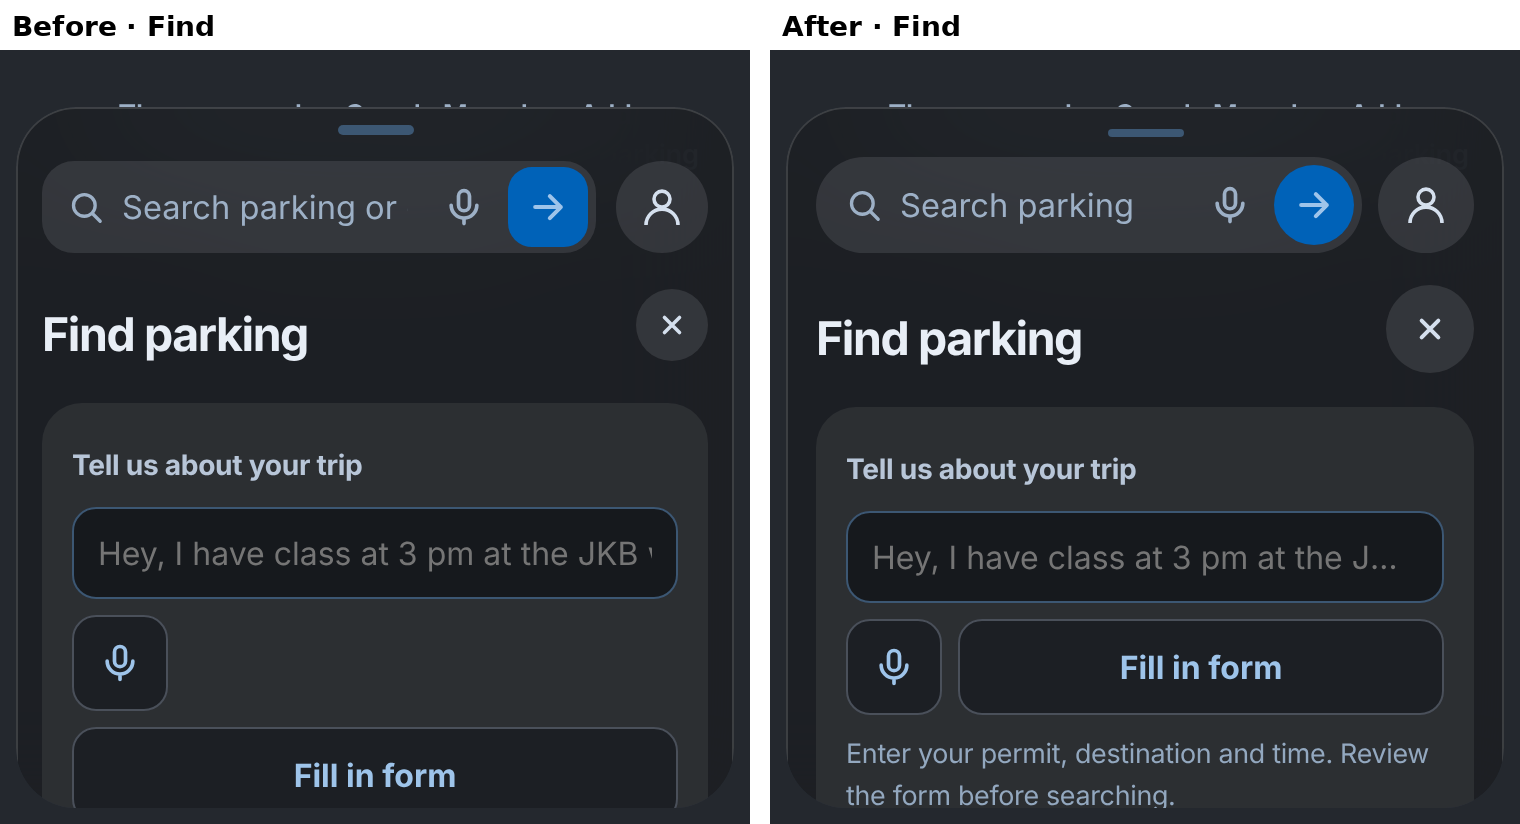 Before · Find
Search parking or
Find parking
Tell us about your trip
Hey, I have class at 3 pm at the JKB
Fill in form
After · Find
Search parking
Find parking
Tell us about your trip
Hey, I have class at 3 pm at the J...
Fill in form
Enter your permit, destination and time. Review
the form before searching.